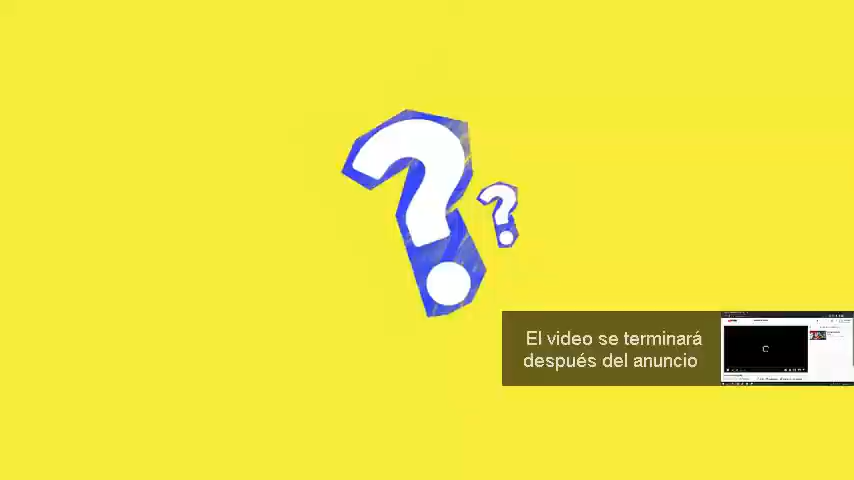 ?
?
El video se terminará
después del anuncio